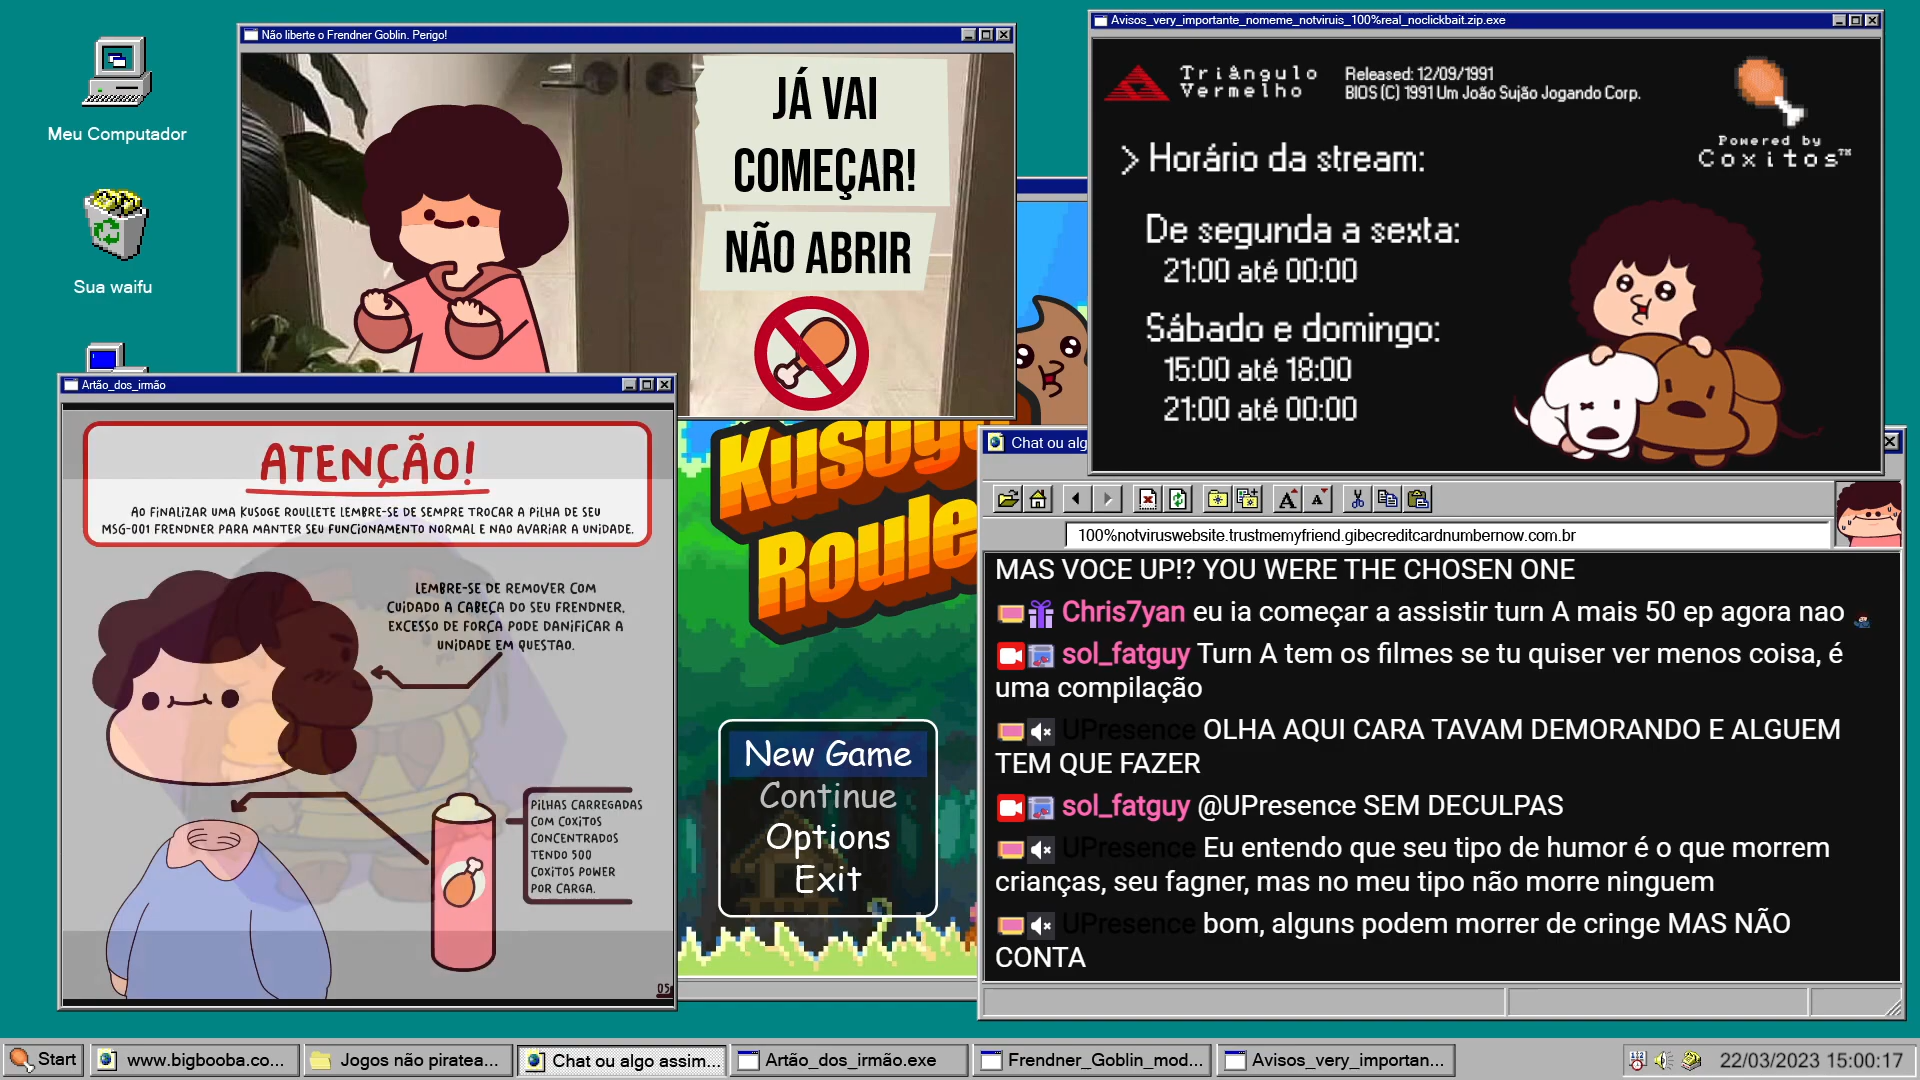 Meu Computador
Sua waifu
Não liberte o Frendner Goblin. Perigo!
JÁ VAI
COMEÇAR!
NÃO ABRIR
Avisos_very_importante_nomeme_notviruis_100%real_noclickbait.zip.exe
Triângulo
Vermelho
Released: 12/09/1991
BIOS (C) 1991 Um João Sujão Jogando Corp.
Powered by
Coxitos™
> Horário da stream:
De segunda a sexta:
21:00 até 00:00
Sábado e domingo:
15:00 até 18:00
21:00 até 00:00
Artão_dos_irmão
ATENÇÃO!
AO FINALIZAR UMA KUSOGE ROULLETE LEMBRE-SE DE SEMPRE TROCAR A PILHA DE SEU
MSG-001 FRENDNER PARA MANTER SEU FUNCIONAMENTO NORMAL E NAO AVARIAR A UNIDADE.
LEMBRE-SE DE REMOVER COM
CUIDADO A CABEÇA DO SEU FRENDNER,
EXCESSO DE FORÇA PODE DANIFICAR A
UNIDADE EM QUESTAO.
PILHAS CARREGADAS
COM COXITOS
CONCENTRADOS
TENDO 500
COXITOS POWER
POR CARGA.
05
Kusoge
Roule
New Game
Continue
Options
Exit
Chat ou algo
100%notviruswebsite.trustmemyfriend.gibecreditcardnumbernow.com.br
MAS VOCE UP!? YOU WERE THE CHOSEN ONE
Chris7yan eu ia começar a assistir turn A mais 50 ep agora nao
sol_fatguy Turn A tem os filmes se tu quiser ver menos coisa, é
uma compilação
UPresence OLHA AQUI CARA TAVAM DEMORANDO E ALGUEM
TEM QUE FAZER
sol_fatguy @UPresence SEM DECULPAS
UPresence Eu entendo que seu tipo de humor é o que morrem
crianças, seu fagner, mas no meu tipo não morre ninguem
UPresence bom, alguns podem morrer de cringe MAS NÃO
CONTA
Start
www.bigbooba.co...
Jogos não piratea...
Chat ou algo assim...
Artão_dos_irmão.exe
Frendner_Goblin_mod...
Avisos_very_importan...
22/03/2023 15:00:17